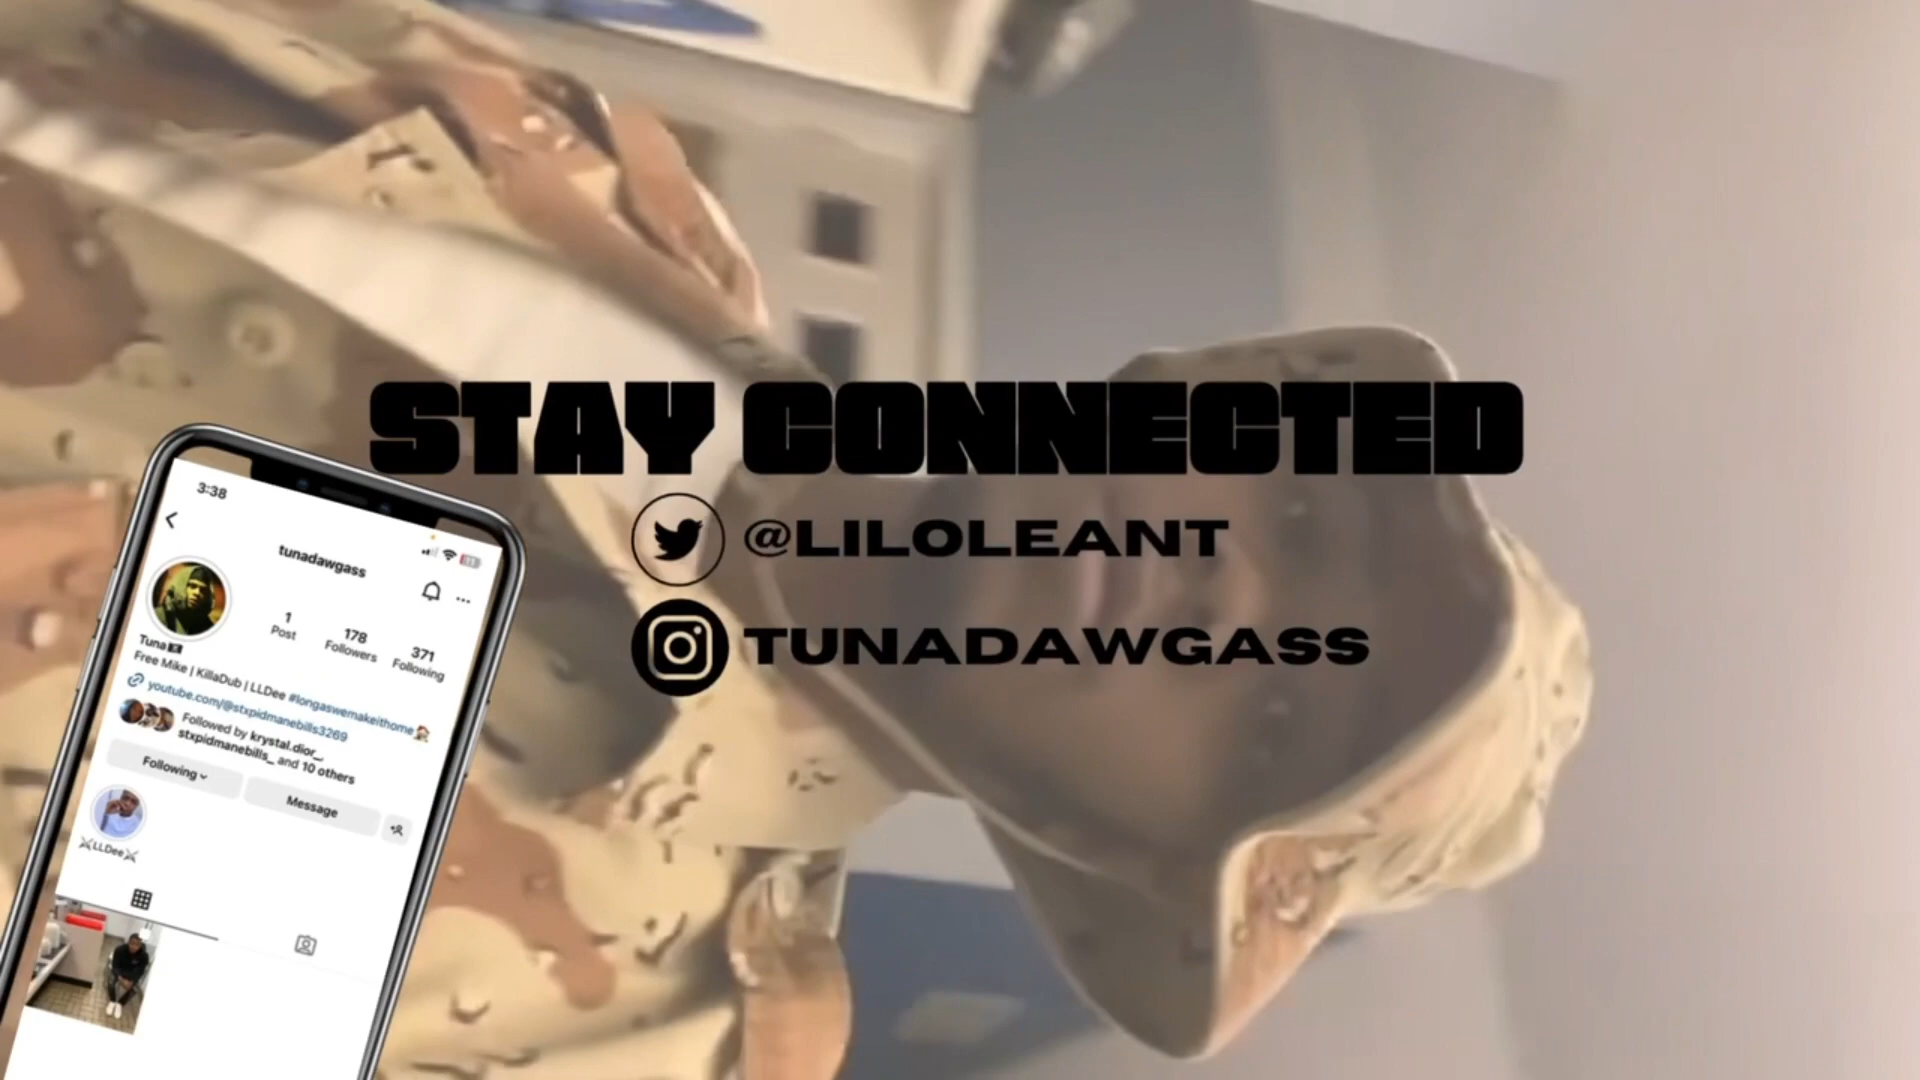 STAY CONNECTED
@LILOLEANT
TUNADAWGASS
3:38
tunadawgass
1
Post
178
Followers
371
Following
Tuna
Free Mike | KillaDub | LLDee #longaswemakeithome🏠
youtube.com/@stxpidmanebills3269
Followed by krystal.dior_,
stxpidmanebills_ and 10 others
Following
Message
⚔LLDee⚔